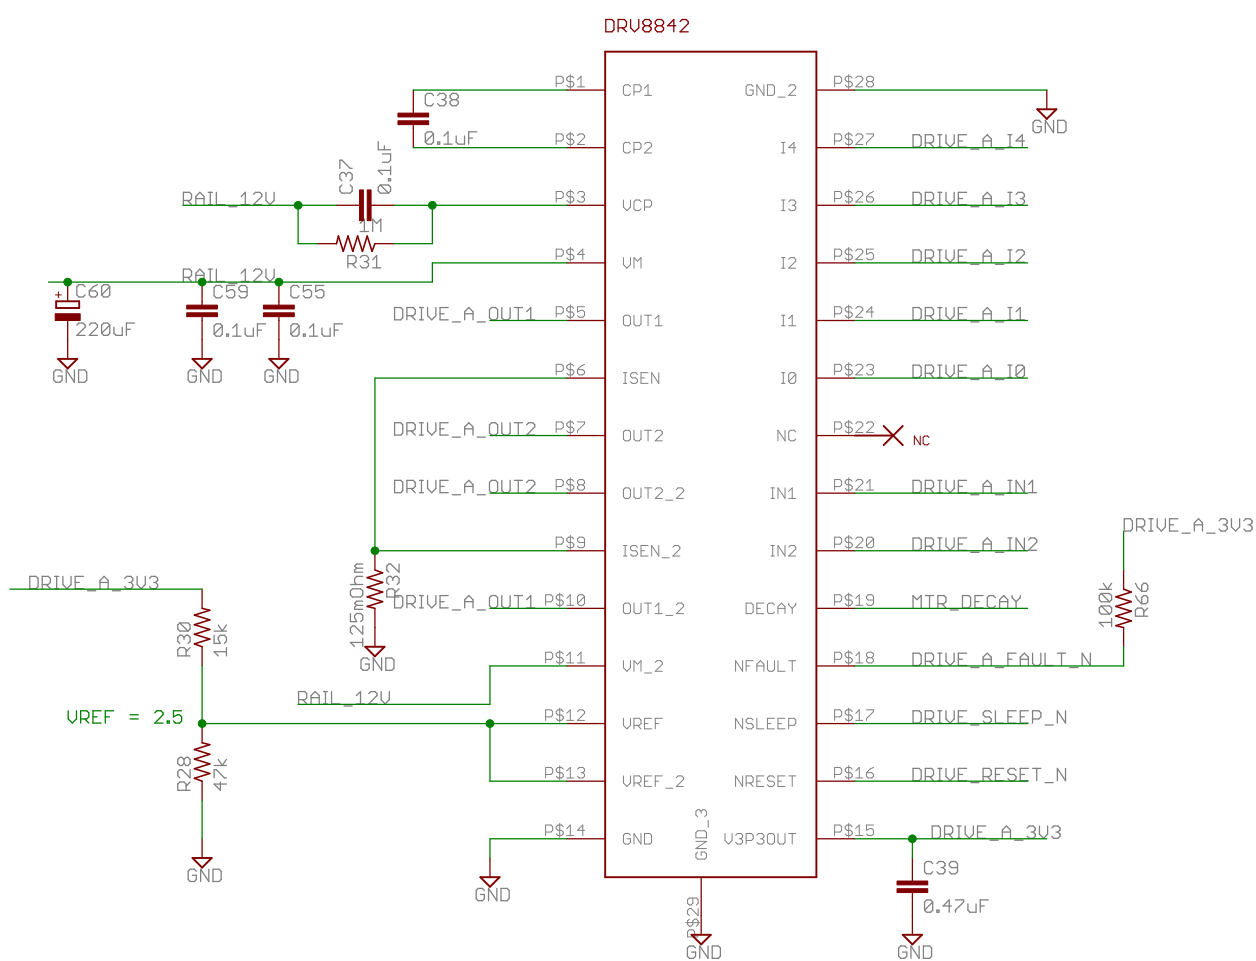 DRV8842
P$1
CP1
GND_2
P$28
C38
0.1uF
GND
P$2
CP2
I4
P$27
DRIVE_A_I4
C37
0.1uF
RAIL_12V
P$3
VCP
I3
P$26
DRIVE_A_I3
1M
R31
P$4
VM
I2
P$25
DRIVE_A_I2
RAIL_12V
+
C60
220uF
C59
0.1uF
C55
0.1uF
GND
GND
GND
DRIVE_A_OUT1
P$5
OUT1
I1
P$24
DRIVE_A_I1
P$6
ISEN
I0
P$23
DRIVE_A_I0
DRIVE_A_OUT2
P$7
OUT2
NC
P$22
NC
DRIVE_A_OUT2
P$8
OUT2_2
IN1
P$21
DRIVE_A_IN1
P$9
ISEN_2
IN2
P$20
DRIVE_A_IN2
DRIVE_A_3V3
125mOhm
R32
GND
DRIVE_A_OUT1
P$10
OUT1_2
DECAY
P$19
MTR_DECAY
100k
R66
DRIVE_A_3V3
R30
15k
P$11
VM_2
NFAULT
P$18
DRIVE_A_FAULT_N
RAIL_12V
VREF = 2.5
P$12
VREF
NSLEEP
P$17
DRIVE_SLEEP_N
R28
47k
P$13
VREF_2
NRESET
P$16
DRIVE_RESET_N
P$14
GND
GND_3
V3P3OUT
P$15
DRIVE_A_3V3
C39
0.47uF
GND
GND
P$29
GND
GND